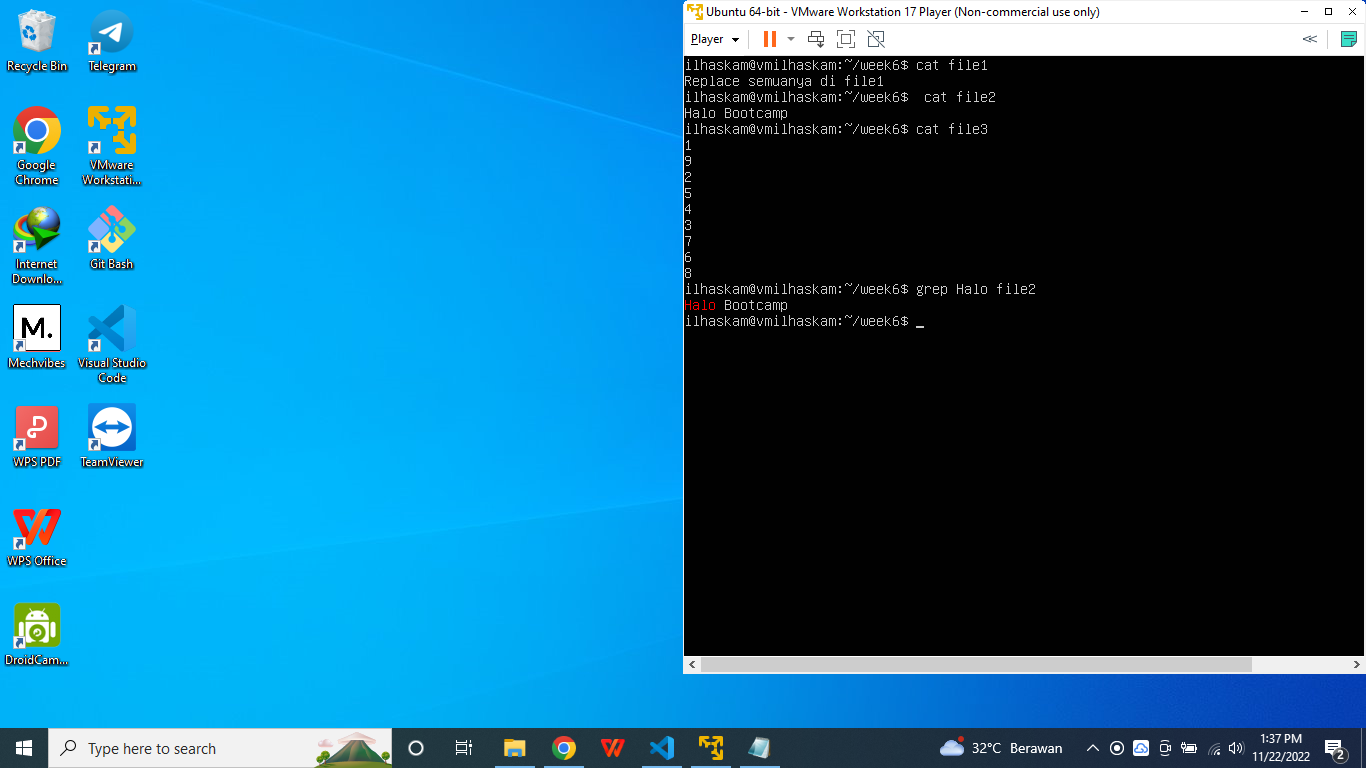 Recycle Bin
Telegram
Google
Chrome
VMware
Workstati...
Internet
Downlo...
Git Bash
M.
Mechvibes
Visual Studio
Code
WPS PDF
TeamViewer
WPS Office
DroidCam...
Ubuntu 64-bit - VMware Workstation 17 Player (Non-commercial use only)
Player
ilhaskam@vmilhaskam:~/week6$ cat file1
Replace semuanya di file1
ilhaskam@vmilhaskam:~/week6$  cat file2
Halo Bootcamp
ilhaskam@vmilhaskam:~/week6$ cat file3
1
9
2
5
4
3
7
6
8
ilhaskam@vmilhaskam:~/week6$ grep Halo file2
Halo Bootcamp
ilhaskam@vmilhaskam:~/week6$ _
Type here to search
32°C Berawan
1:37 PM
11/22/2022
2